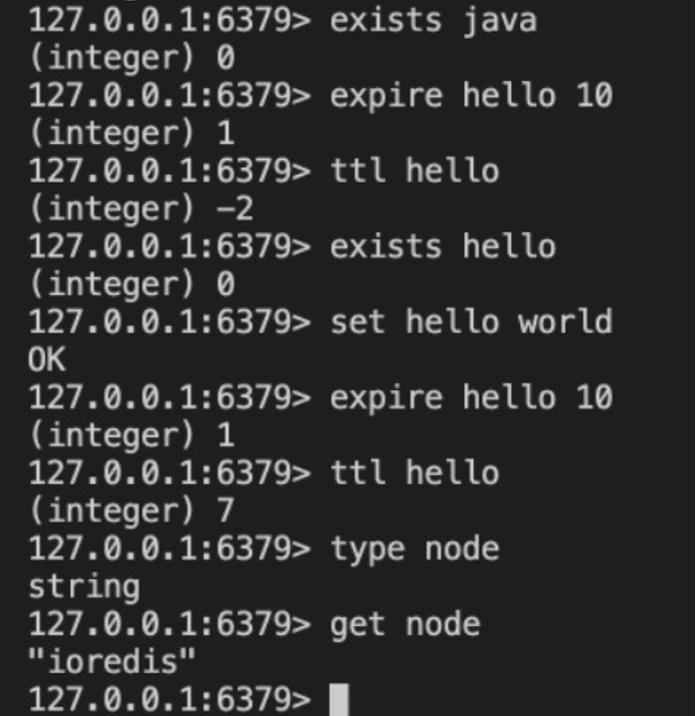 127.0.0.1:6379> exists java
(integer) 0
127.0.0.1:6379> expire hello 10
(integer) 1
127.0.0.1:6379> ttl hello
(integer) -2
127.0.0.1:6379> exists hello
(integer) 0
127.0.0.1:6379> set hello world
OK
127.0.0.1:6379> expire hello 10
(integer) 1
127.0.0.1:6379> ttl hello
(integer) 7
127.0.0.1:6379> type node
string
127.0.0.1:6379> get node
"ioredis"
127.0.0.1:6379>